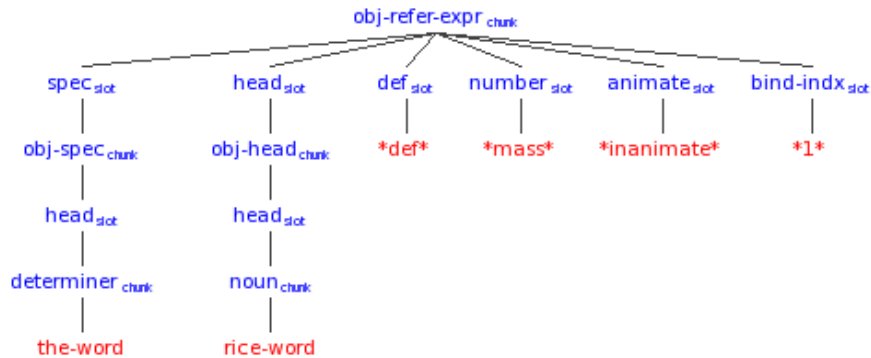 obj-refer-expr chunk
spec slot head slot def slot number slot animate slot bind-indx slot
obj-spec chunk obj-head chunk *def* *mass* *inanimate* *1*
head slot head slot
determiner chunk noun chunk
the-word rice-word